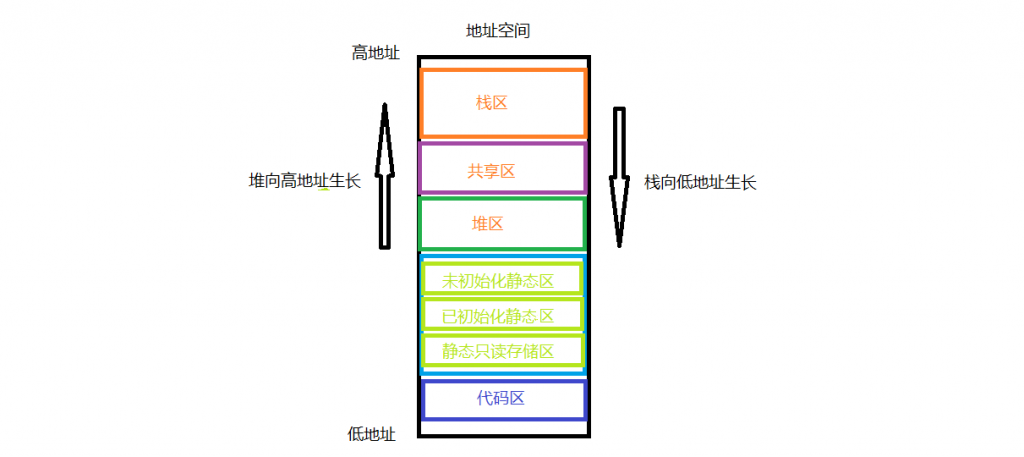 地址空间
高地址
栈区
共享区
堆向高地址生长
栈向低地址生长
堆区
未初始化静态区
已初始化静态区
静态只读存储区
代码区
低地址